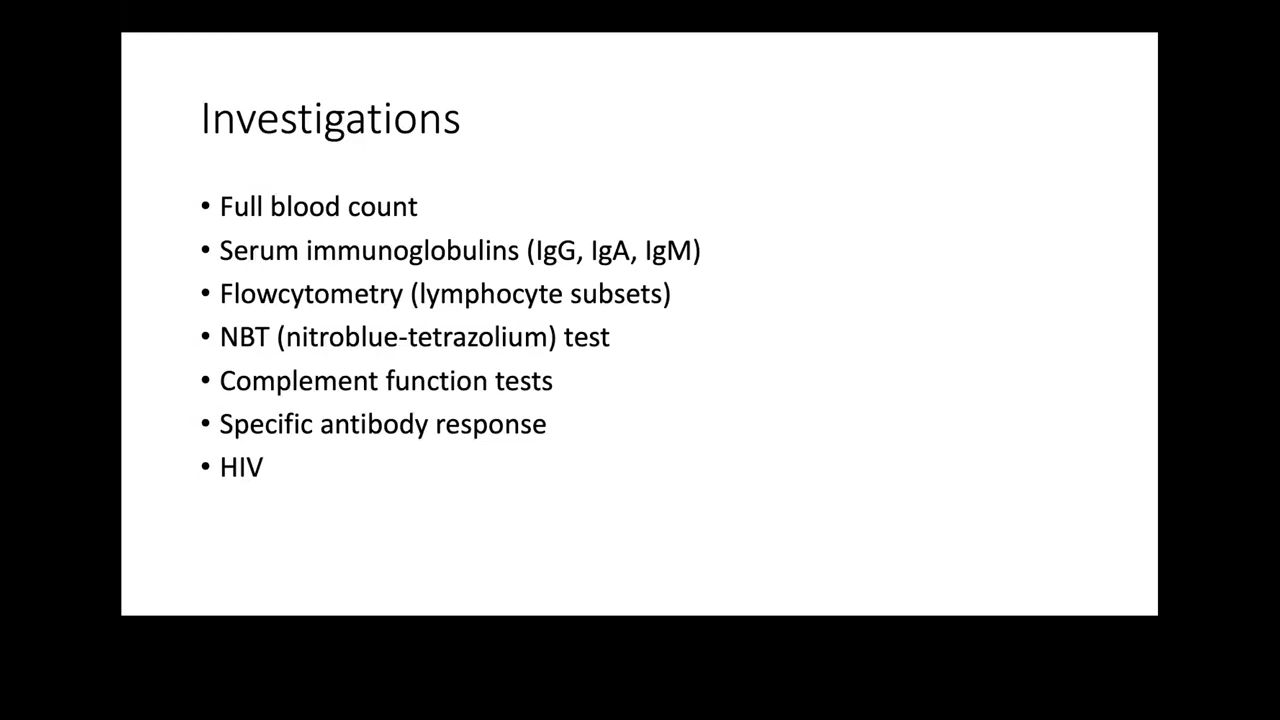 Investigations
• Full blood count
• Serum immunoglobulins (IgG, IgA, IgM)
• Flowcytometry (lymphocyte subsets)
• NBT (nitroblue-tetrazolium) test
• Complement function tests
• Specific antibody response
• HIV